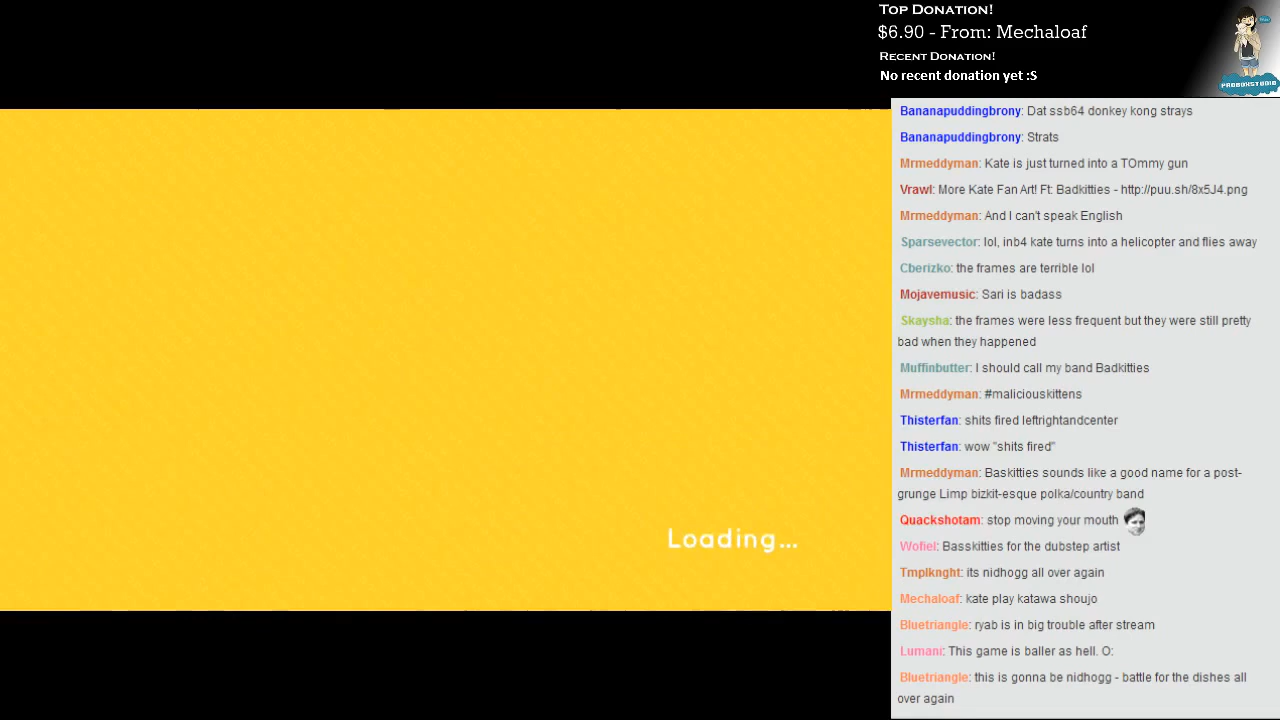 Top Donation!
$6.90 - From: Mechaloaf
Recent Donation!
No recent donation yet :S
PROBOXSTUDIO
Bananapuddingbrony: Dat ssb64 donkey kong strays
Bananapuddingbrony: Strats
Mrmeddyman: Kate is just turned into a TOmmy gun
Vrawl: More Kate Fan Art! Ft: Badkitties - http://puu.sh/8x5J4.png
Mrmeddyman: And I can't speak English
Sparsevector: lol, inb4 kate turns into a helicopter and flies away
Cberizko: the frames are terrible lol
Mojavemusic: Sari is badass
Skaysha: the frames were less frequent but they were still pretty
bad when they happened
Muffinbutter: I should call my band Badkitties
Mrmeddyman: #maliciouskittens
Thisterfan: shits fired leftrightandcenter
Thisterfan: wow "shits fired"
Mrmeddyman: Baskitties sounds like a good name for a post-
grunge Limp bizkit-esque polka/country band
Quackshotam: stop moving your mouth
Wofiel: Basskitties for the dubstep artist
Tmplknght: its nidhogg all over again
Mechaloaf: kate play katawa shoujo
Bluetriangle: ryab is in big trouble after stream
Lumani: This game is baller as hell. O:
Bluetriangle: this is gonna be nidhogg - battle for the dishes all
over again
Loading...